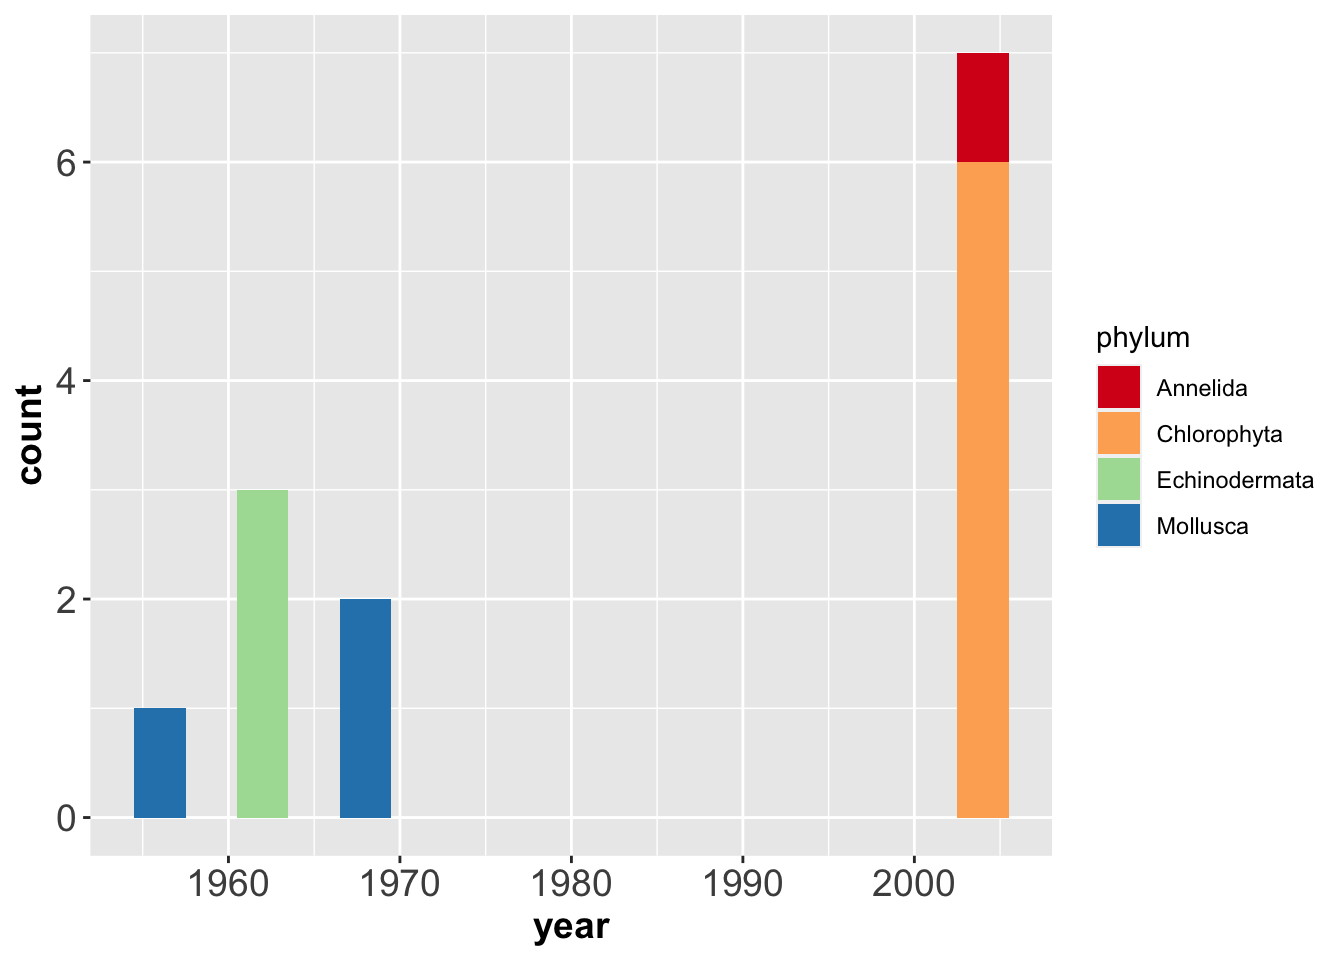 count
6
4
2
0
1960 1970 1980 1990 2000
year
phylum
Annelida
Chlorophyta
Echinodermata
Mollusca